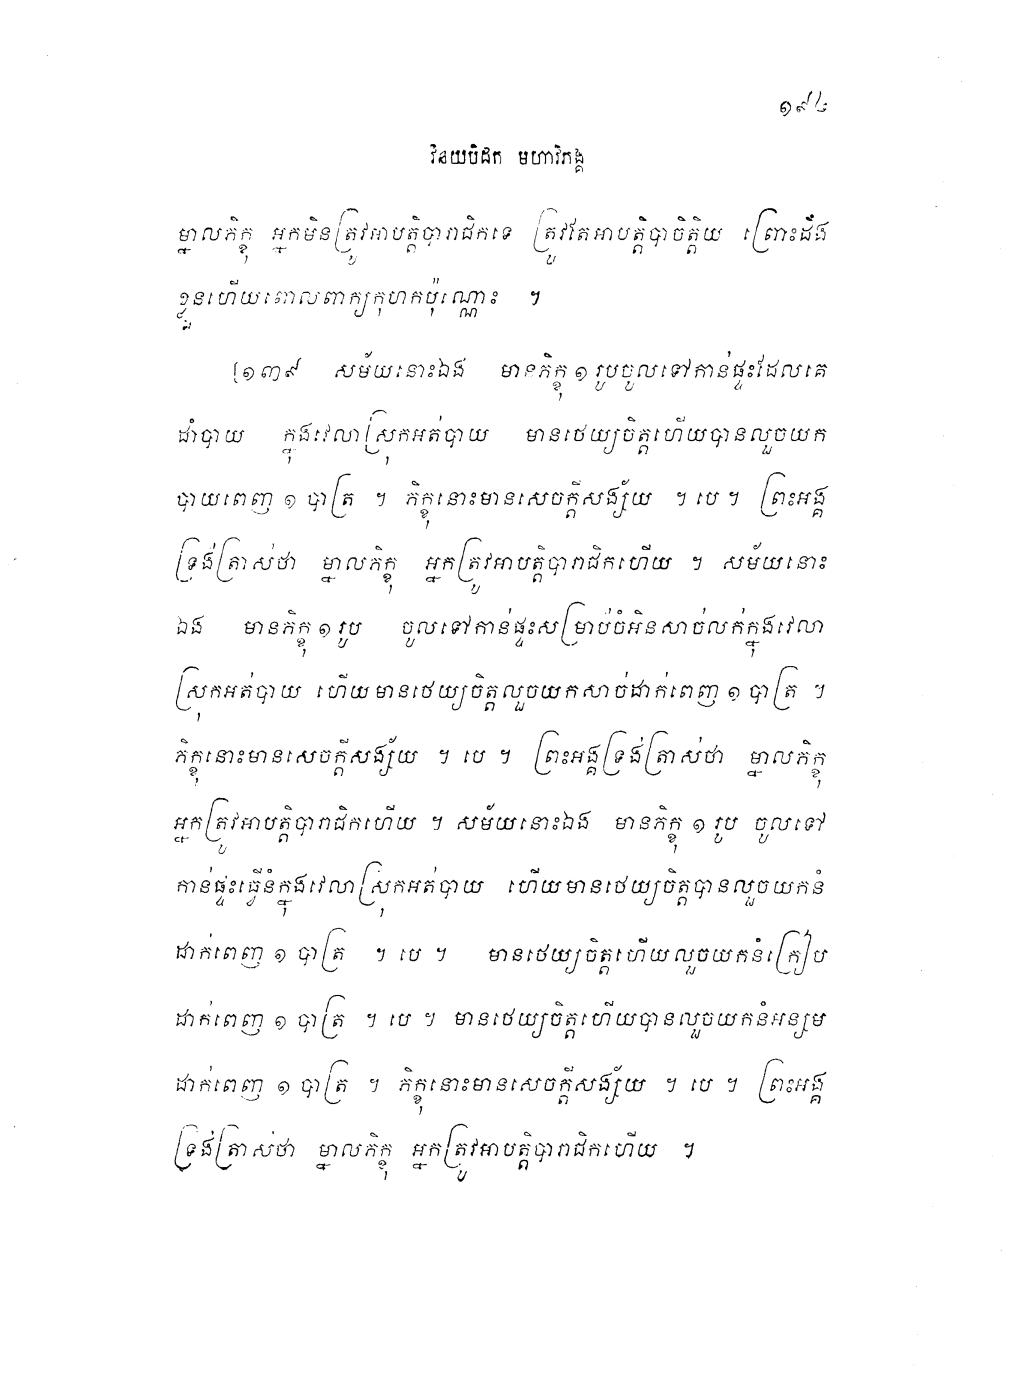 ១៩៤
វិនយបិដក មហាវិភង្គ
ម្នាលភិក្ខុ អ្នកមិនត្រូវអាបត្តិបារាជិកទេ ត្រូវតែអាបត្តិបាចិត្តិយ ព្រោះដឹង
ខ្លួនហើយពោលពាក្យកុហកប៉ុណ្ណោះ ។
[១៣៩ សម័យនោះឯង មានភិក្ខុ ១ រូបចូលទៅកាន់ផ្ទះដែលគេ
ដាំបាយ ក្នុងវេលាស្រុកអត់បាយ មានថេយ្យចិត្តហើយបានលួចយក
បាយពេញ ១ បាត្រ ។ ភិក្ខុនោះមានសេចក្តីសង្ស័យ ។ បេ ។ ព្រះអង្គ
ទ្រង់ត្រាស់ថា ម្នាលភិក្ខុ អ្នកត្រូវអាបត្តិបារាជិកហើយ ។ សម័យនោះ
ឯង មានភិក្ខុ ១ រូប ចូលទៅកាន់ផ្ទះសម្រាប់ចំអិនសាច់លក់ក្នុងវេលា
ស្រុកអត់បាយ ហើយមានថេយ្យចិត្តលួចយកសាច់ដាក់ពេញ ១ បាត្រ ។
ភិក្ខុនោះមានសេចក្តីសង្ស័យ ។ បេ ។ ព្រះអង្គទ្រង់ត្រាស់ថា ម្នាលភិក្ខុ
អ្នកត្រូវអាបត្តិបារាជិកហើយ ។ សម័យនោះឯង មានភិក្ខុ ១ រូប ចូលទៅ
កាន់ផ្ទះធ្វើនំក្នុងវេលាស្រុកអត់បាយ ហើយមានថេយ្យចិត្តបានលួចយកនំ
ដាក់ពេញ ១ បាត្រ ។ បេ ។ មានថេយ្យចិត្តហើយលួចយកនំក្រៀប
ដាក់ពេញ ១ បាត្រ ។ បេ ។ មានថេយ្យចិត្តហើយបានលួចយកនំអន្សម
ដាក់ពេញ ១ បាត្រ ។ ភិក្ខុនោះមានសេចក្តីសង្ស័យ ។ បេ ។ ព្រះអង្គ
ទ្រង់ត្រាស់ថា ម្នាលភិក្ខុ អ្នកត្រូវអាបត្តិបារាជិកហើយ ។